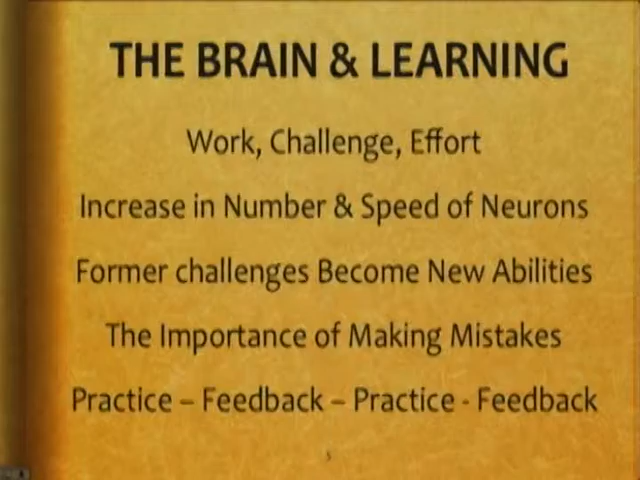 THE BRAIN & LEARNING
Work, Challenge, Effort
Increase in Number & Speed of Neurons
Former challenges Become New Abilities
The Importance of Making Mistakes
Practice – Feedback – Practice - Feedback
5